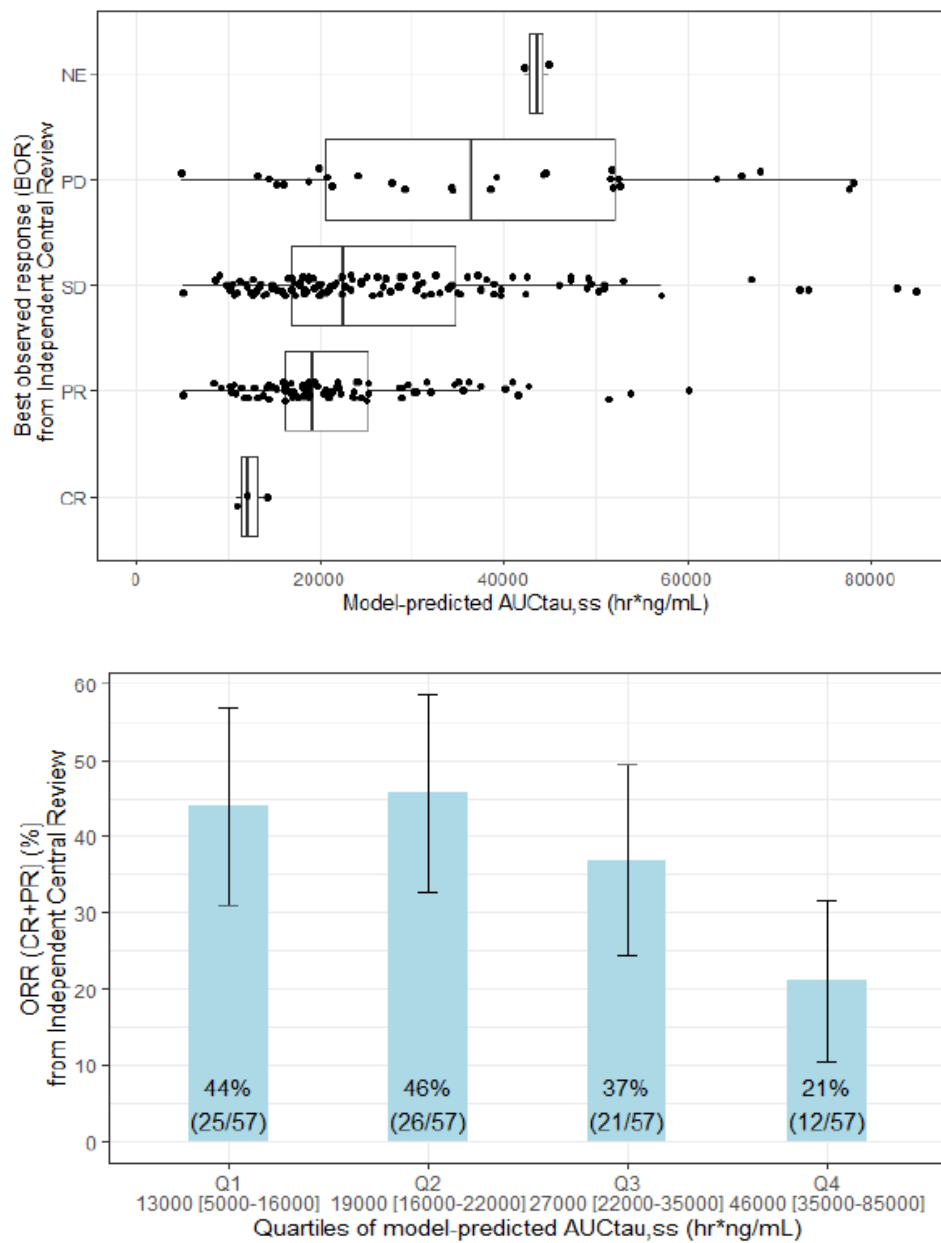 Best observed response (BOR)
from Independent Central Review
NE
PD
SD
PR
CR
0 20000 40000 60000 80000
Model-predicted AUCtau,ss (hr*ng/mL)
ORR (CR+PR) (%)
from Independent Central Review
60
50
40
30
20
10
0
44% 46% 37% 21%
(25/57) (26/57) (21/57) (12/57)
Q1 Q2 Q3 Q4
13000 [5000-16000] 19000 [16000-22000] 27000 [22000-35000] 46000 [35000-85000]
Quartiles of model-predicted AUCtau,ss (hr*ng/mL)